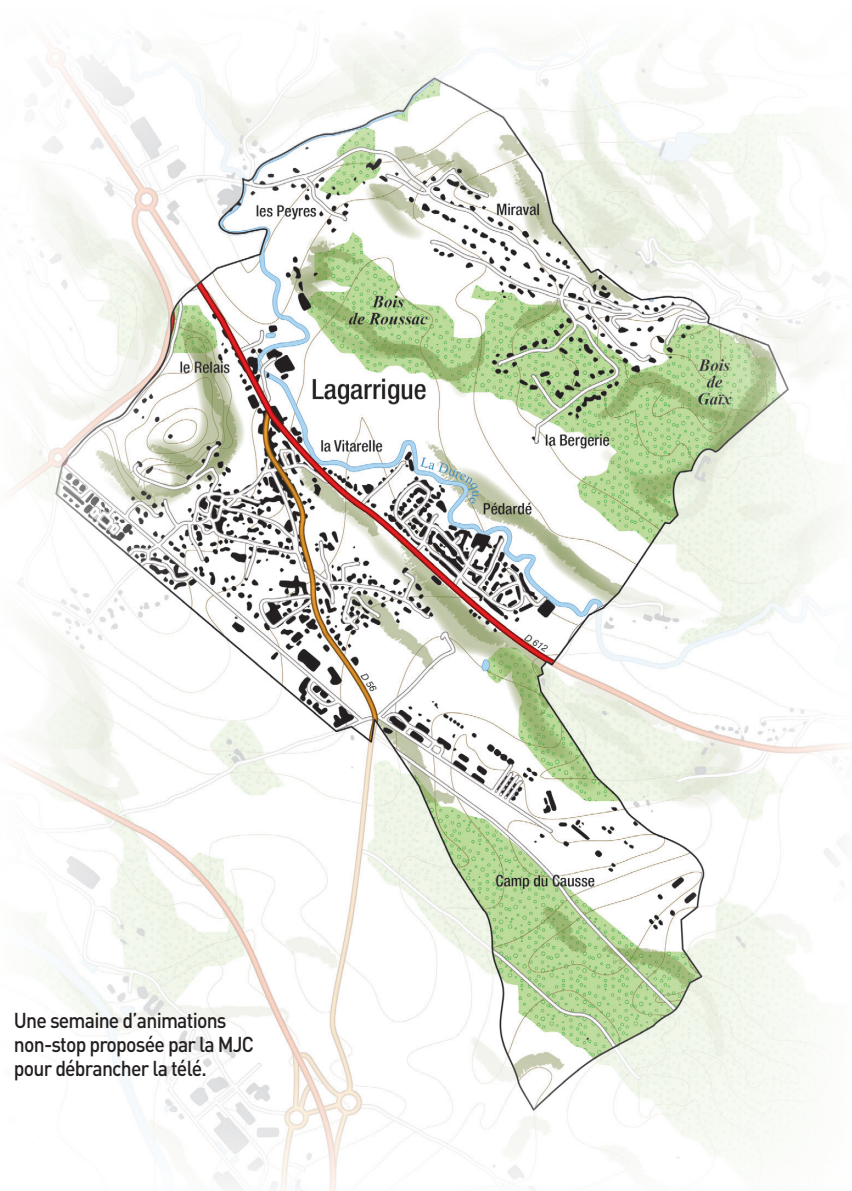 les Peyres
Miraval
Bois
de Roussac
Bois
de
Gaïx
le Relais
Lagarrigue
la Bergerie
la Vitarelle
La Durenque
Pédardé
D 612
D 56
Camp du Causse
Une semaine d’animations
non-stop proposée par la MJC
pour débrancher la télé.